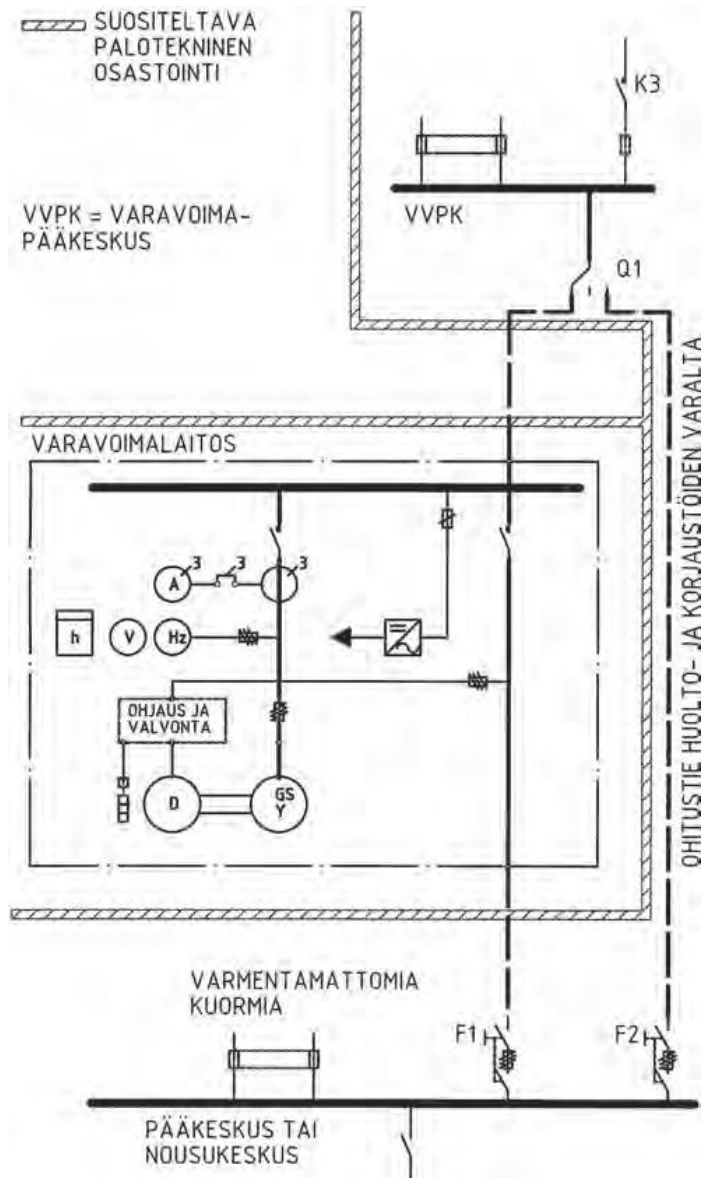 SUOSITELTAVA
PALOTEKNINEN
OSASTOINTI
K3
VVPK = VARAVOIMA-
PÄÄKESKUS
VVPK
Q1
OHITUSTIE HUOLTO- JA KORJAUSTÖIDEN VARALTA
VARAVOIMALAITOS
3
3
3
A
h
V
Hz
OHJAUS JA
VALVONTA
D
GS
Y
VARMENTAMATTOMIA
KUORMIA
F1
F2
PÄÄKESKUS TAI
NOUSUKESKUS